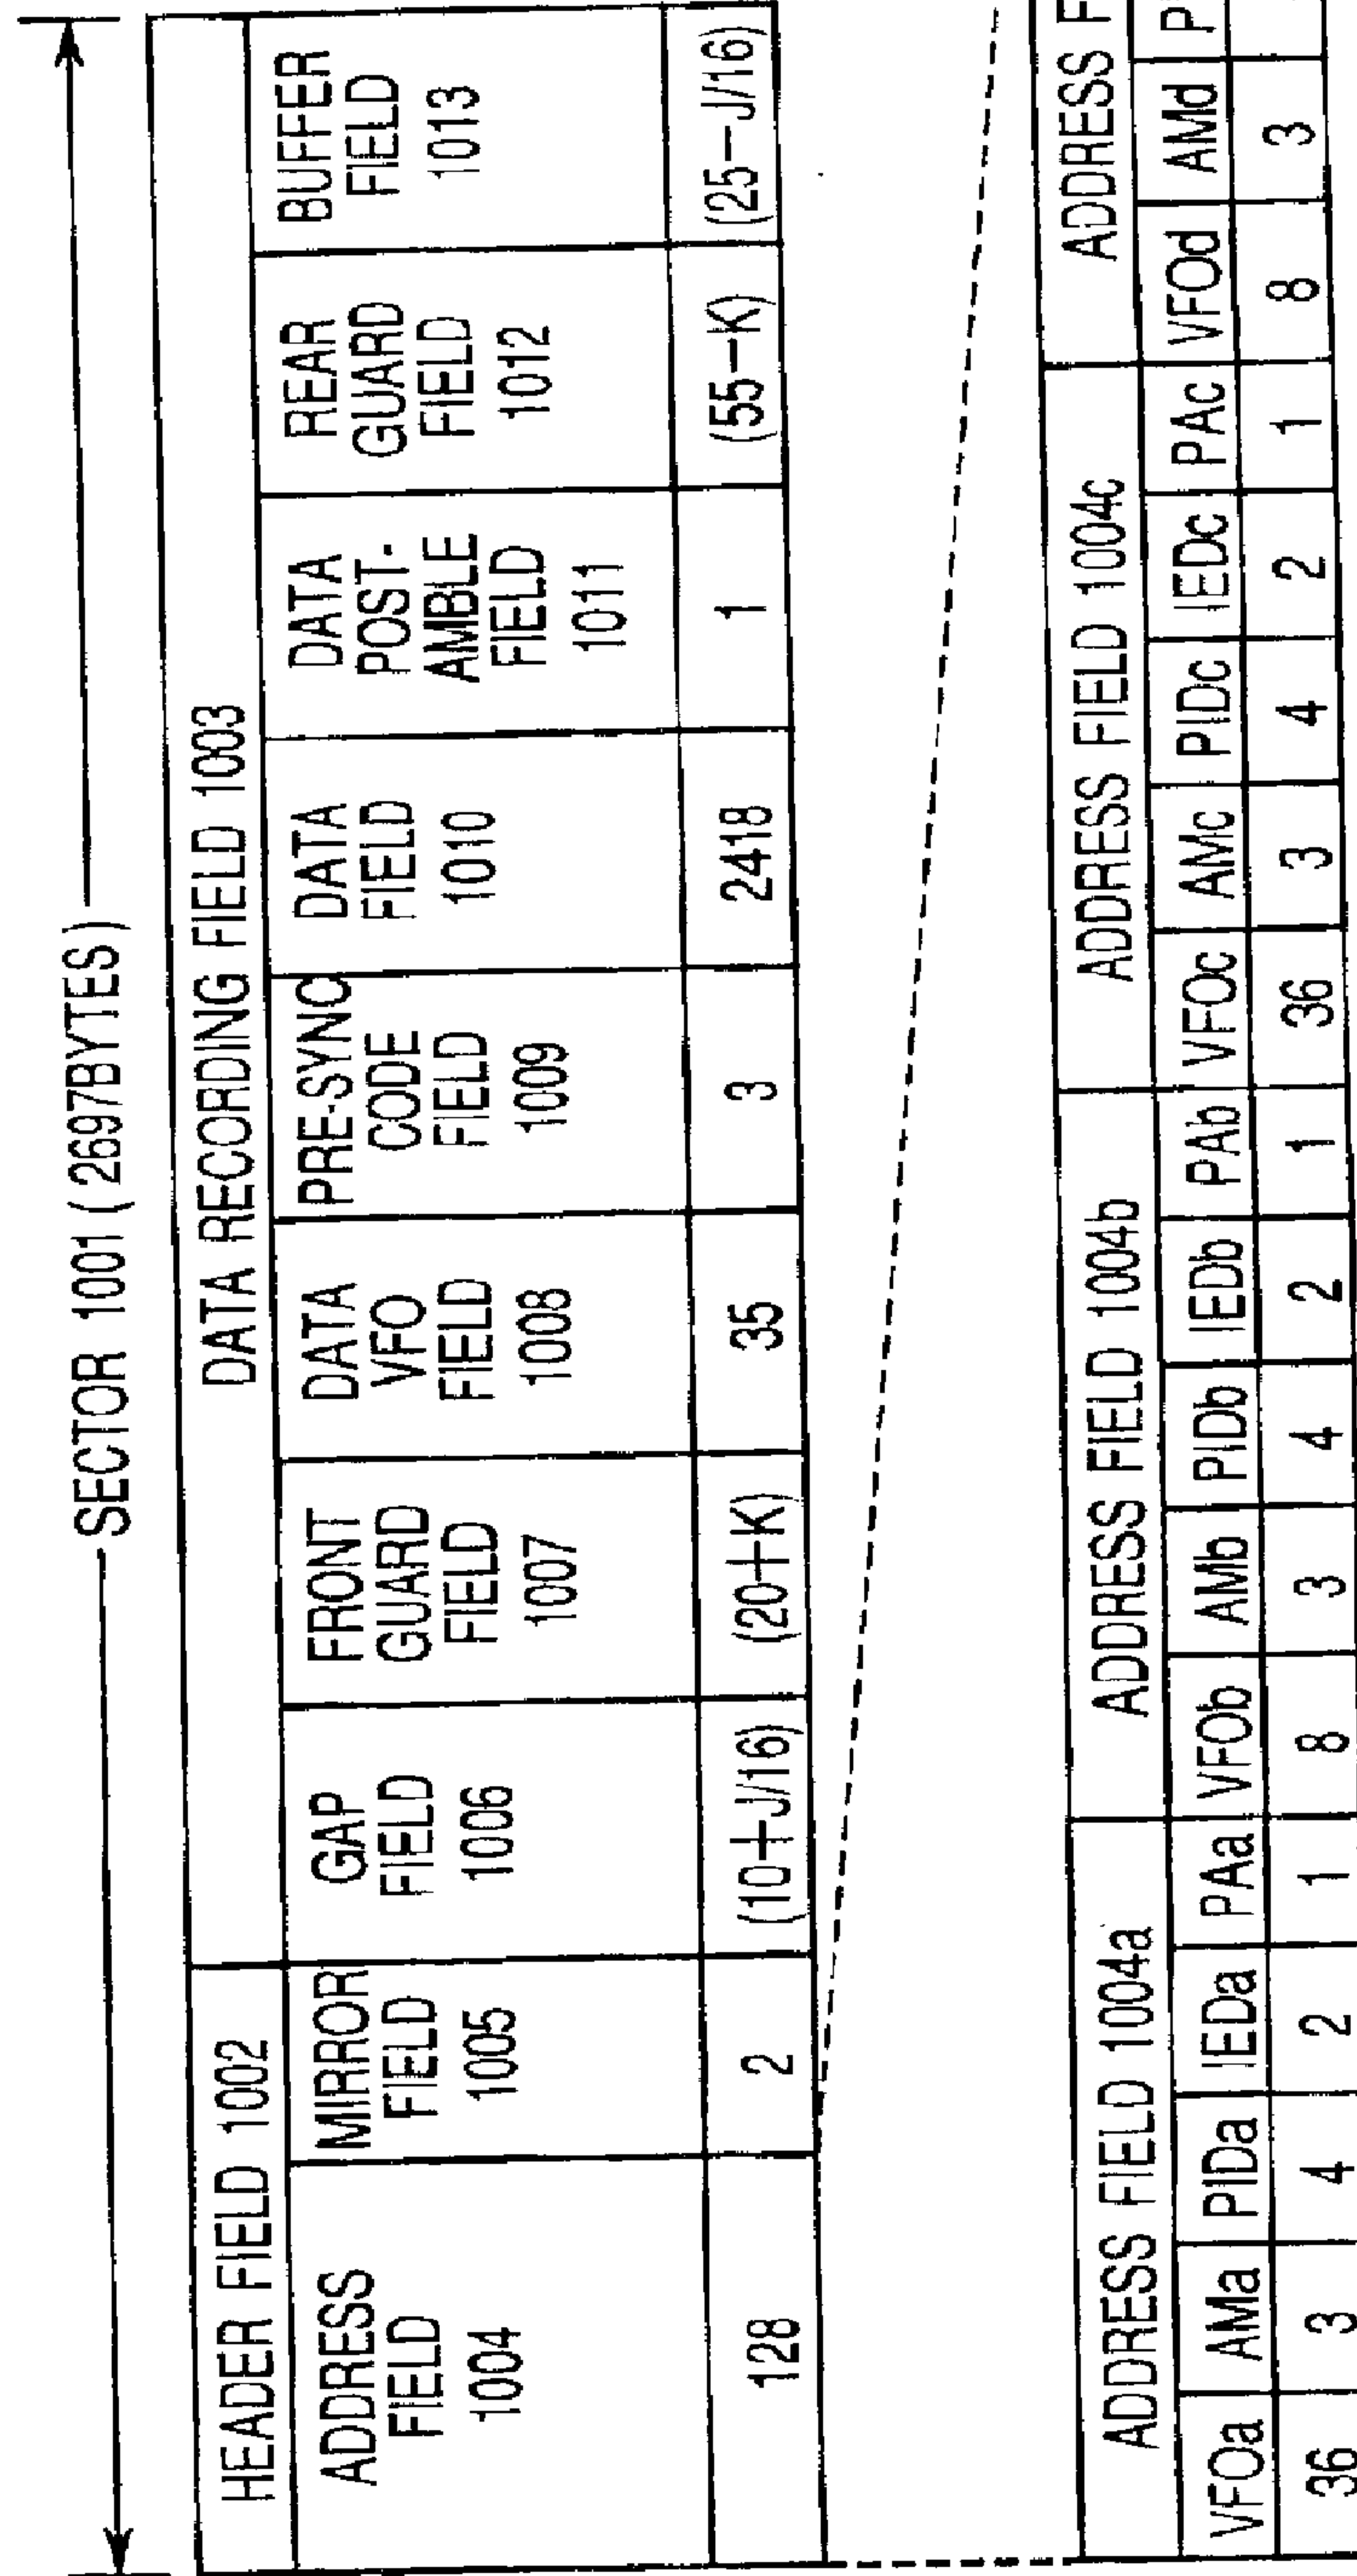 SECTOR 1001 (2697BYTES)
HEADER FIELD 1002
DATA RECORDING FIELD 1003
ADDRESS
FIELD
1004
MIRROR
FIELD
1005
GAP
FIELD
1006
FRONT
GUARD
FIELD
1007
DATA
VFO
FIELD
1008
PRE-SYNC
CODE
FIELD
1009
DATA
FIELD
1010
DATA
POST-
AMBLE
FIELD
1011
REAR
GUARD
FIELD
1012
BUFFER
FIELD
1013
128 2 (10+J/16) (20+K) 35 3 2418 1 (55-K) (25-J/16)
ADDRESS FIELD 1004a ADDRESS FIELD 1004b ADDRESS FIELD 1004c ADDRESS F
VFOa AMa PIDa IEDa PAa VFOb AMb PIDb IEDb PAb VFOc AMc PIDc IEDc PAc VFOd AMd P
36 3 4 2 1 8 3 4 2 1 36 3 4 2 1 8 3